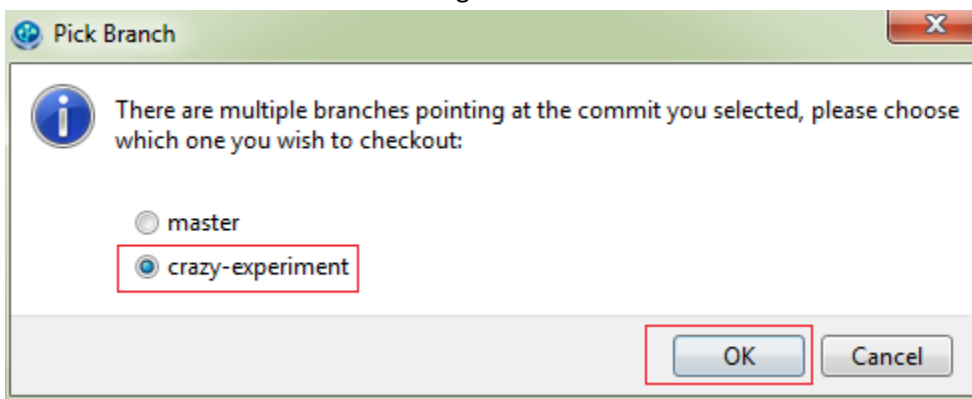 Pick Branch
There are multiple branches pointing at the commit you selected, please choose
which one you wish to checkout:
master
crazy-experiment
OK Cancel